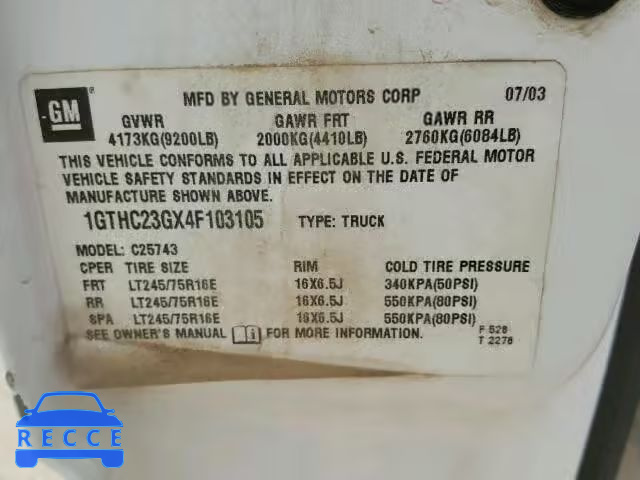 GM
MFD BY GENERAL MOTORS CORP 07/03
GVWR GAWR FRT GAWR RR
4173KG(9200LB) 2000KG(4410LB) 2760KG(6084LB)
THIS VEHICLE CONFORMS TO ALL APPLICABLE U.S. FEDERAL MOTOR
VEHICLE SAFETY STANDARDS IN EFFECT ON THE DATE OF
MANUFACTURE SHOWN ABOVE.
1GTHC23GX4F103105 TYPE: TRUCK
MODEL: C25743
CPER TIRE SIZE RIM COLD TIRE PRESSURE
FRT LT245/75R16E 16X6.5J 340KPA(50PSI)
RR LT245/75R16E 16X6.5J 550KPA(80PSI)
SPA LT245/75R16E 16X6.5J 550KPA(80PSI)
SEE OWNER'S MANUAL FOR MORE INFORMATION.
F 528
T 2278
RECCE